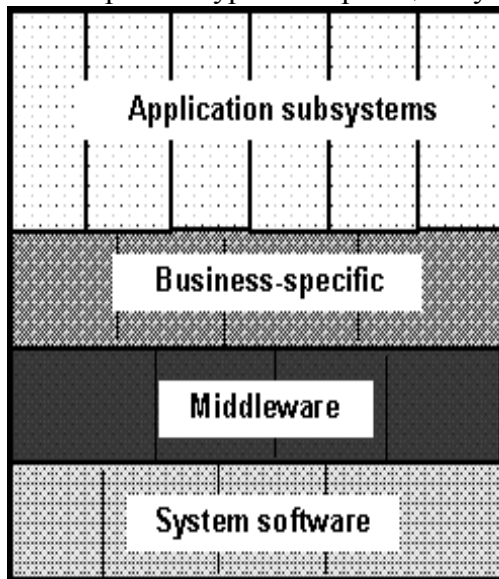 Application subsystems
Business-specific
Middleware
System software